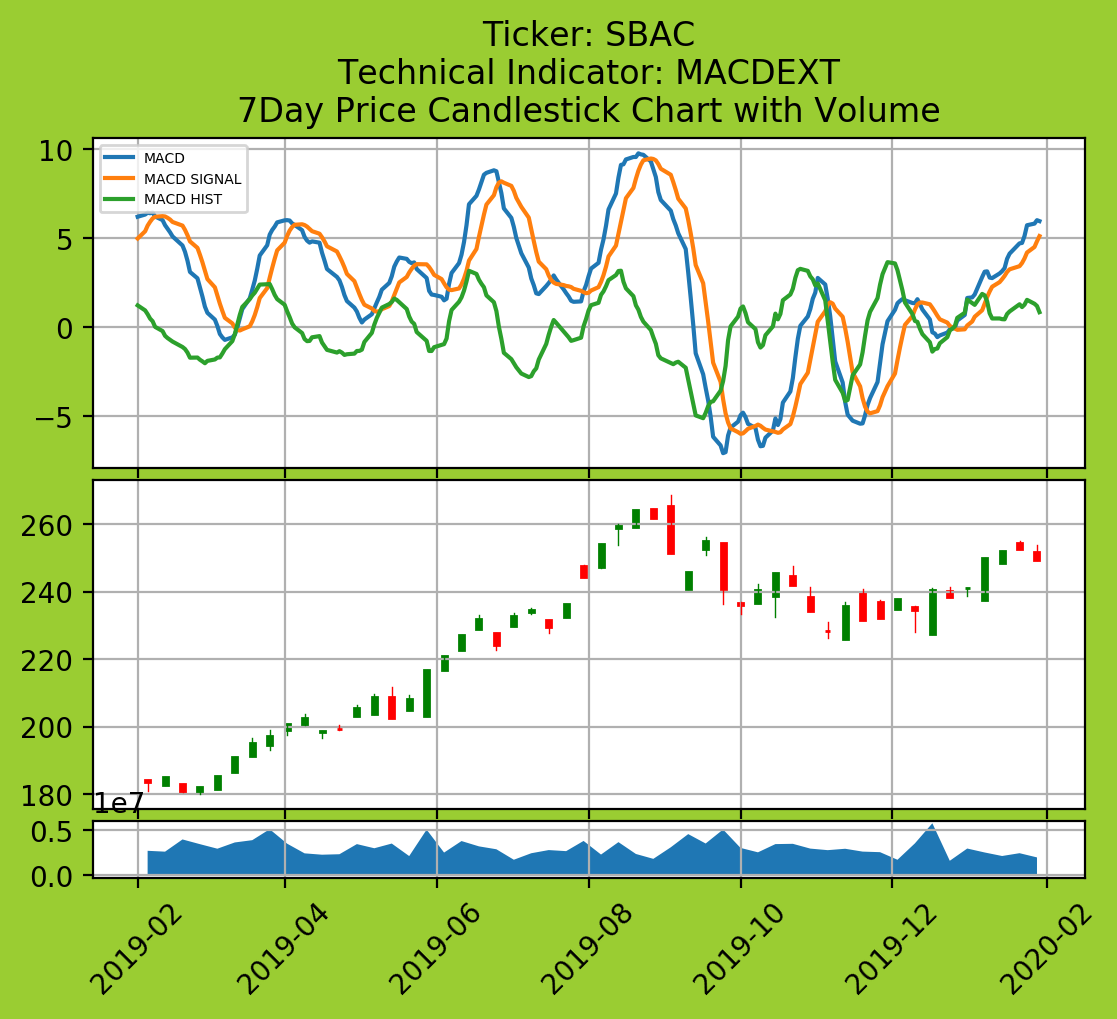 Ticker: SBAC
Technical Indicator: MACDEXT
7Day Price Candlestick Chart with Volume
MACD
MACD SIGNAL
MACD HIST
10
5
0
−5
260
240
220
200
180
1e7
0.5
0.0
2019-02
2019-04
2019-06
2019-08
2019-10
2019-12
2020-02